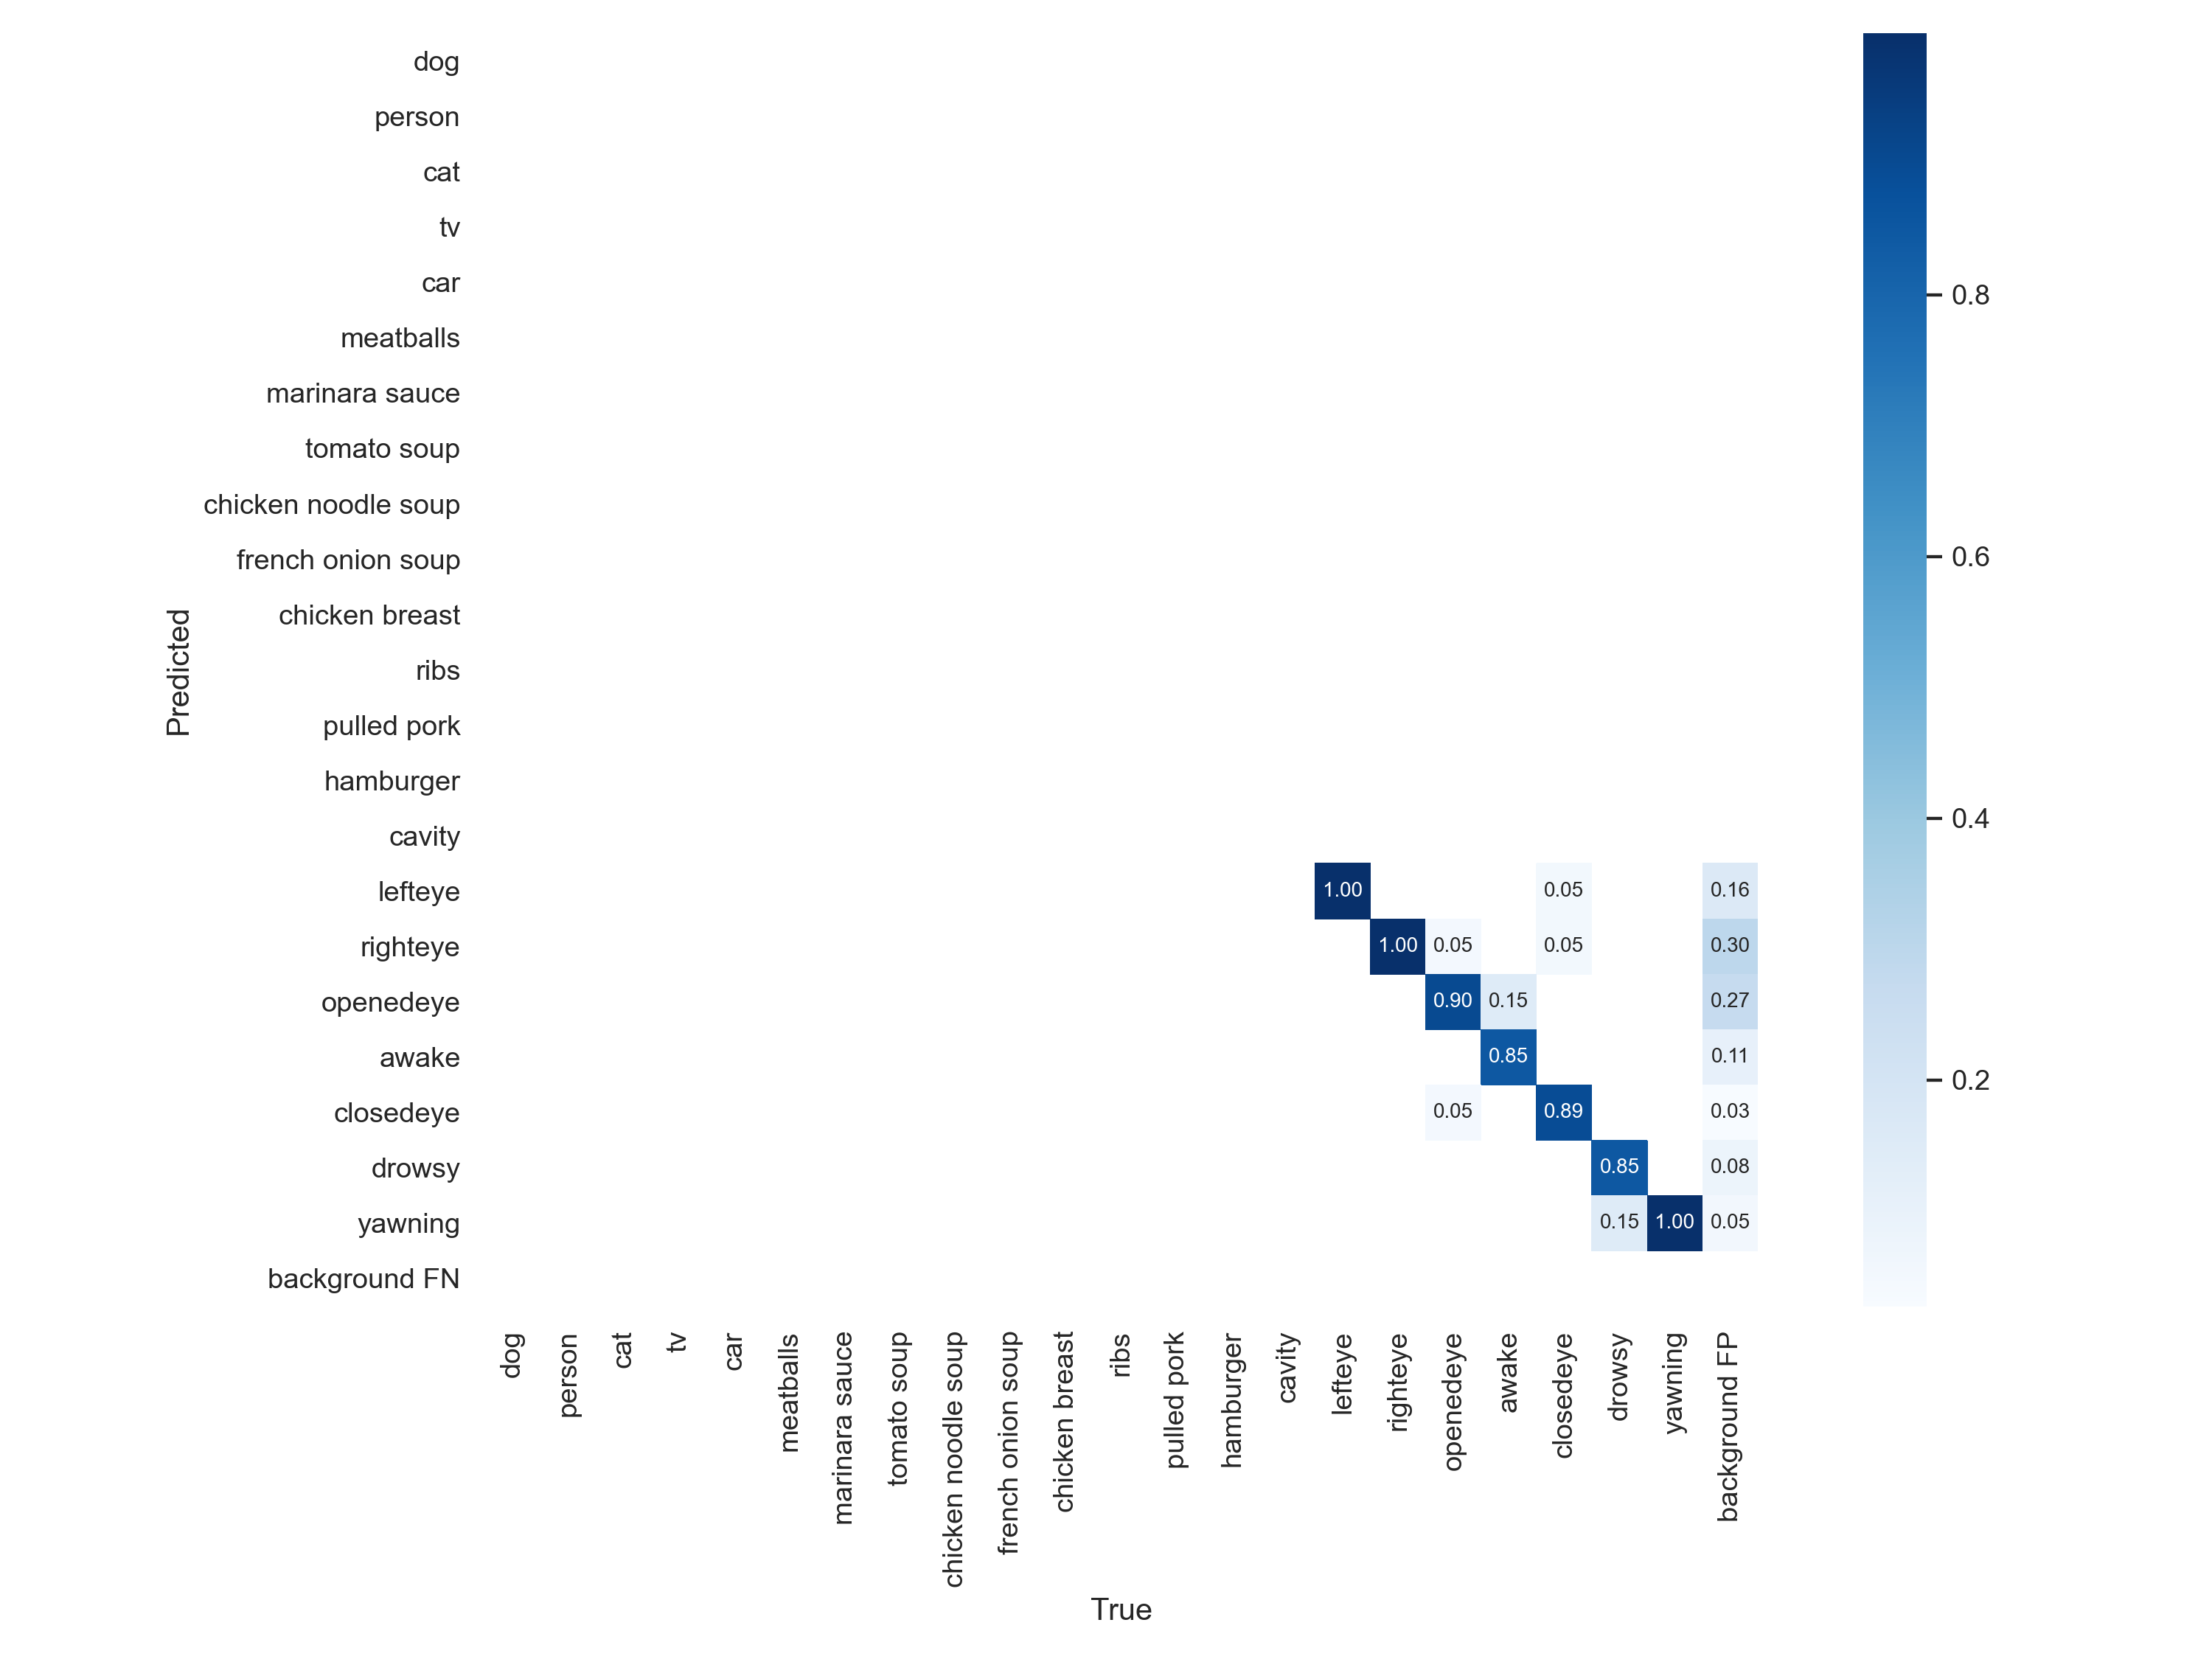 dog
person
cat
tv
car
meatballs
marinara sauce
tomato soup
chicken noodle soup
french onion soup
chicken breast
ribs
pulled pork
hamburger
cavity
lefteye
righteye
openedeye
awake
closedeye
drowsy
yawning
background FN
Predicted
1.00 0.05 0.16
1.00 0.05 0.05 0.30
0.90 0.15 0.27
0.85 0.11
0.05 0.89 0.03
0.85 0.08
0.15 1.00 0.05
0.8
0.6
0.4
0.2
dog
person
cat
tv
car
meatballs
marinara sauce
tomato soup
chicken noodle soup
french onion soup
chicken breast
ribs
pulled pork
hamburger
cavity
lefteye
righteye
openedeye
awake
closedeye
drowsy
yawning
background FP
True